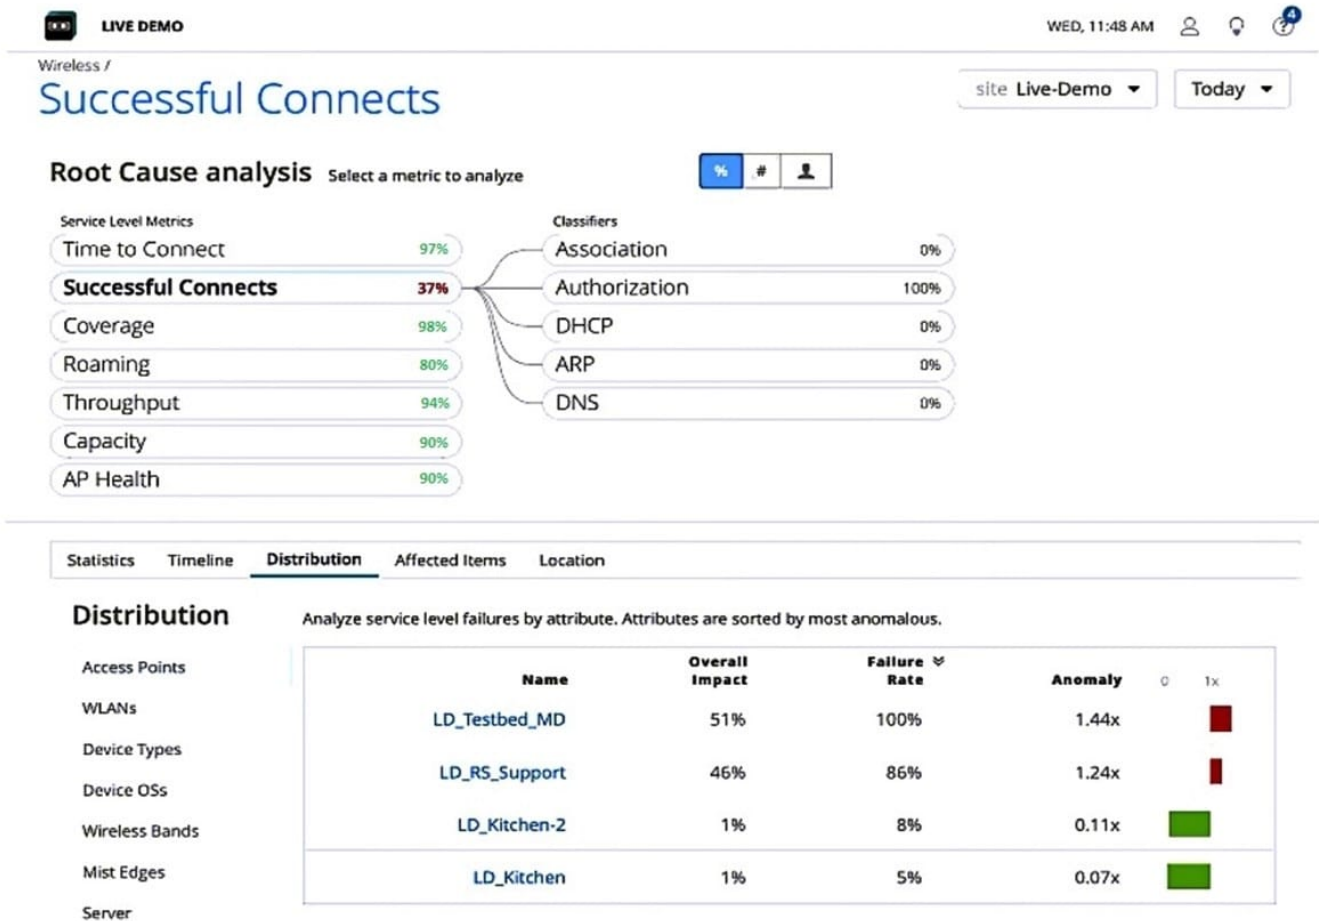 LIVE DEMO WED, 11:48 AM 4
Wireless /
Successful Connects site Live-Demo Today
Root Cause analysis Select a metric to analyze % #
Service Level Metrics Classifiers
Time to Connect 97% Association 0%
Successful Connects 37% Authorization 100%
Coverage 98% DHCP 0%
Roaming 80% ARP 0%
Throughput 94% DNS 0%
Capacity 90%
AP Health 90%
Statistics Timeline Distribution Affected Items Location
Distribution Analyze service level failures by attribute. Attributes are sorted by most anomalous.
Access Points
WLANs
Device Types
Device OSs
Wireless Bands
Mist Edges
Server
Name Overall Impact Failure Rate Anomaly 0 1x
LD_Testbed_MD 51% 100% 1.44x
LD_RS_Support 46% 86% 1.24x
LD_Kitchen-2 1% 8% 0.11x
LD_Kitchen 1% 5% 0.07x